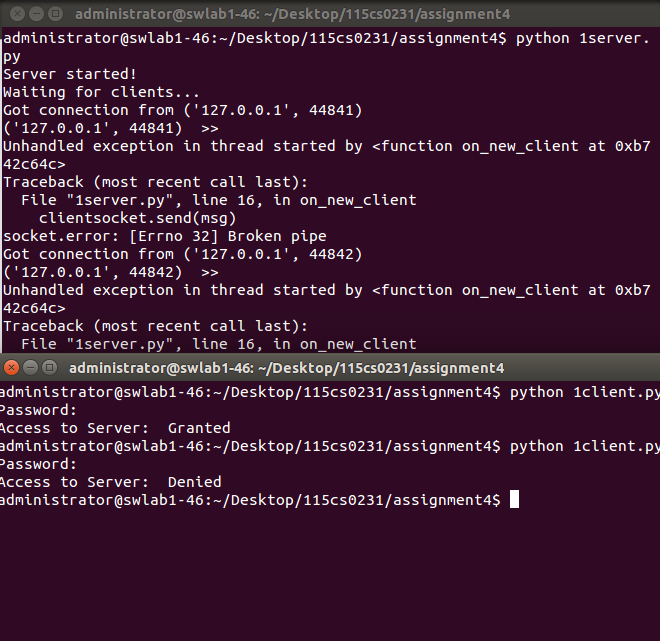 administrator@swlab1-46: ~/Desktop/115cs0231/assignment4
administrator@swlab1-46:~/Desktop/115cs0231/assignment4$ python 1server.
py
Server started!
Waiting for clients...
Got connection from ('127.0.0.1', 44841)
('127.0.0.1', 44841)  >>
Unhandled exception in thread started by <function on_new_client at 0xb7
42c64c>
Traceback (most recent call last):
  File "1server.py", line 16, in on_new_client
    clientsocket.send(msg)
socket.error: [Errno 32] Broken pipe
Got connection from ('127.0.0.1', 44842)
('127.0.0.1', 44842)  >>
Unhandled exception in thread started by <function on_new_client at 0xb7
42c64c>
Traceback (most recent call last):
  File "1server.py", line 16, in on_new_client
administrator@swlab1-46: ~/Desktop/115cs0231/assignment4
administrator@swlab1-46:~/Desktop/115cs0231/assignment4$ python 1client.py
Password:
Access to Server:  Granted
administrator@swlab1-46:~/Desktop/115cs0231/assignment4$ python 1client.py
Password:
Access to Server:  Denied
administrator@swlab1-46:~/Desktop/115cs0231/assignment4$